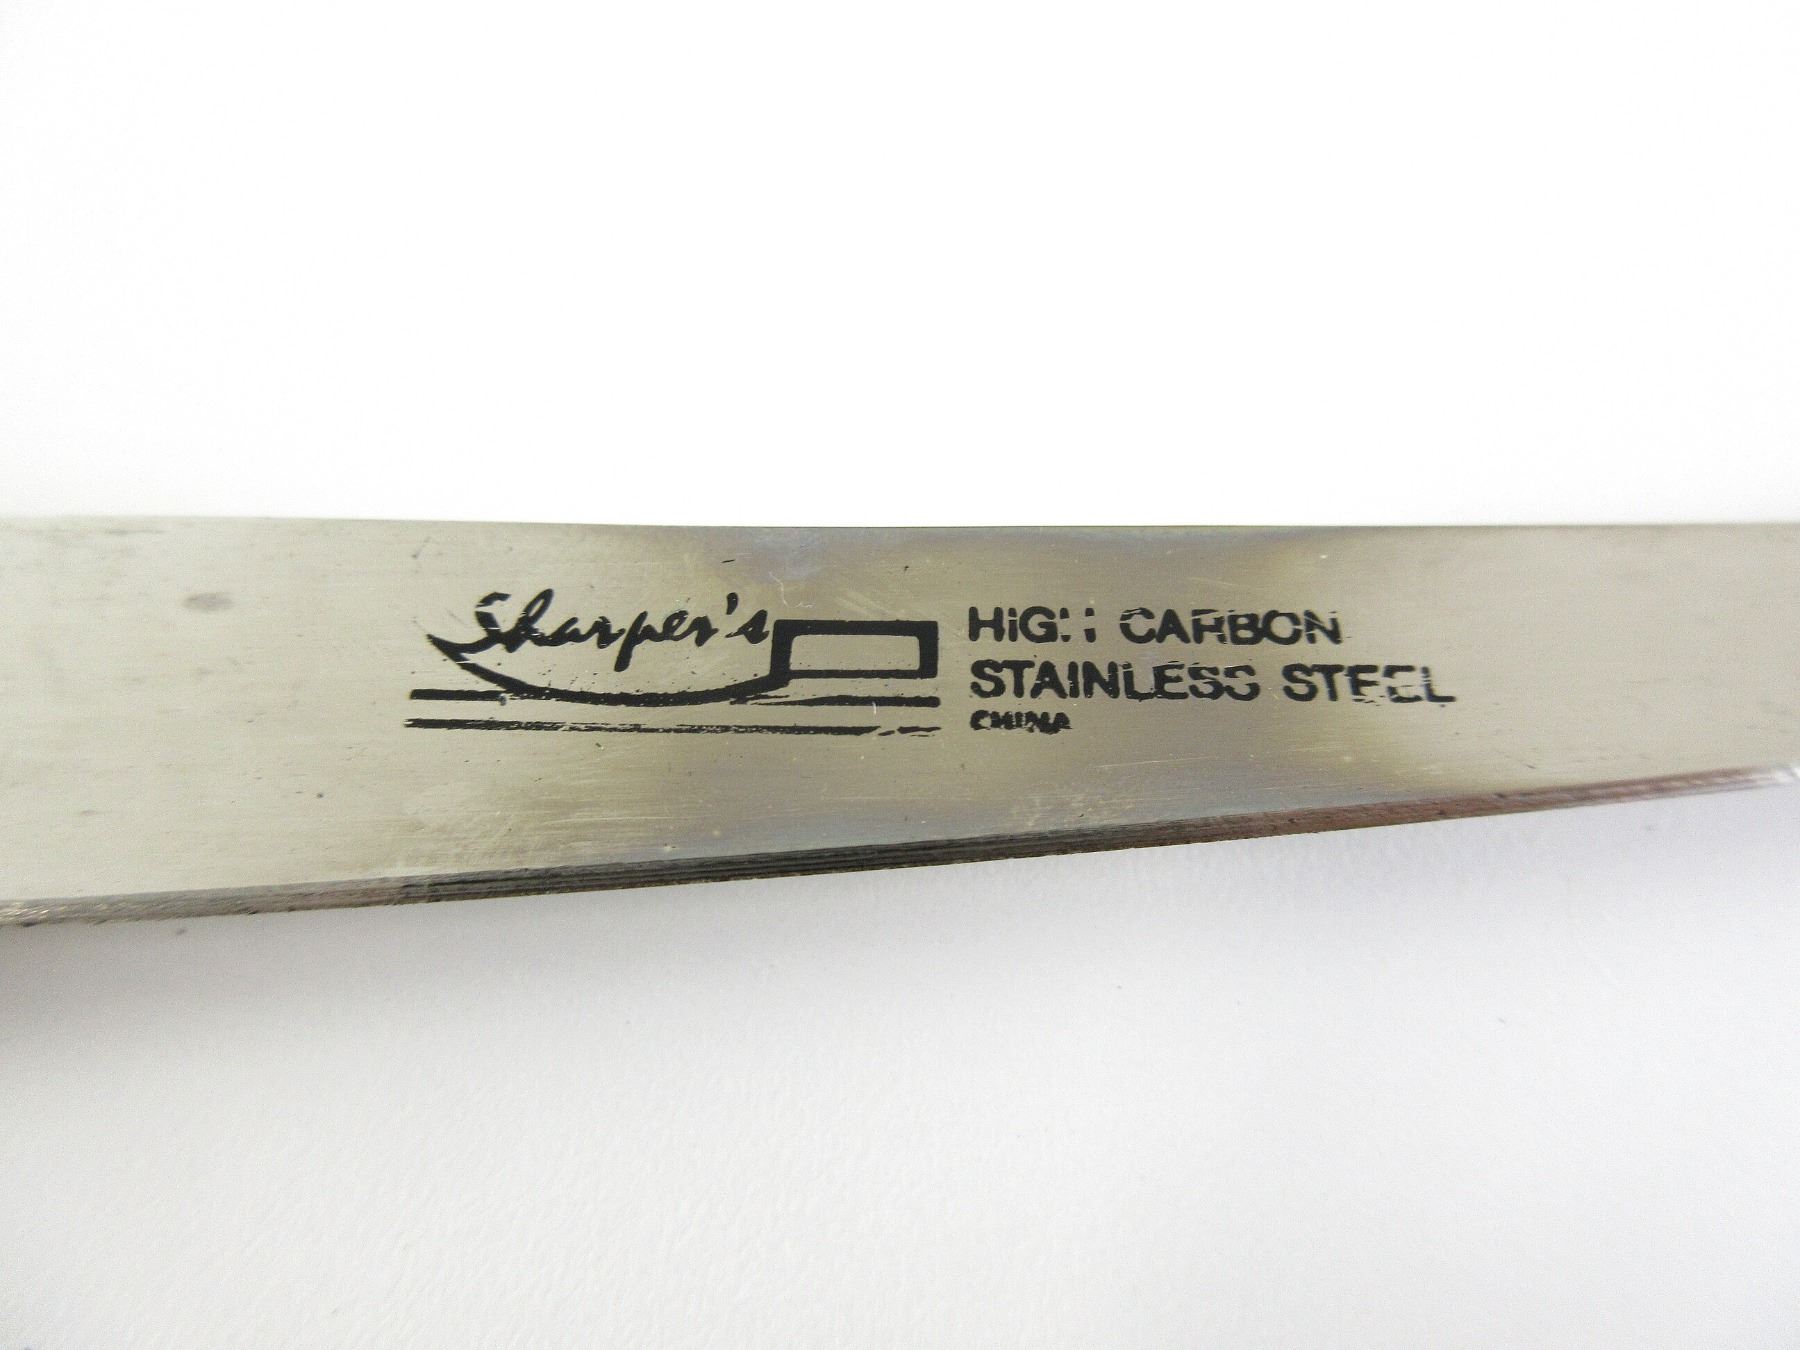 Sharper's
HIGH CARBON
STAINLESS STEEL
CHINA